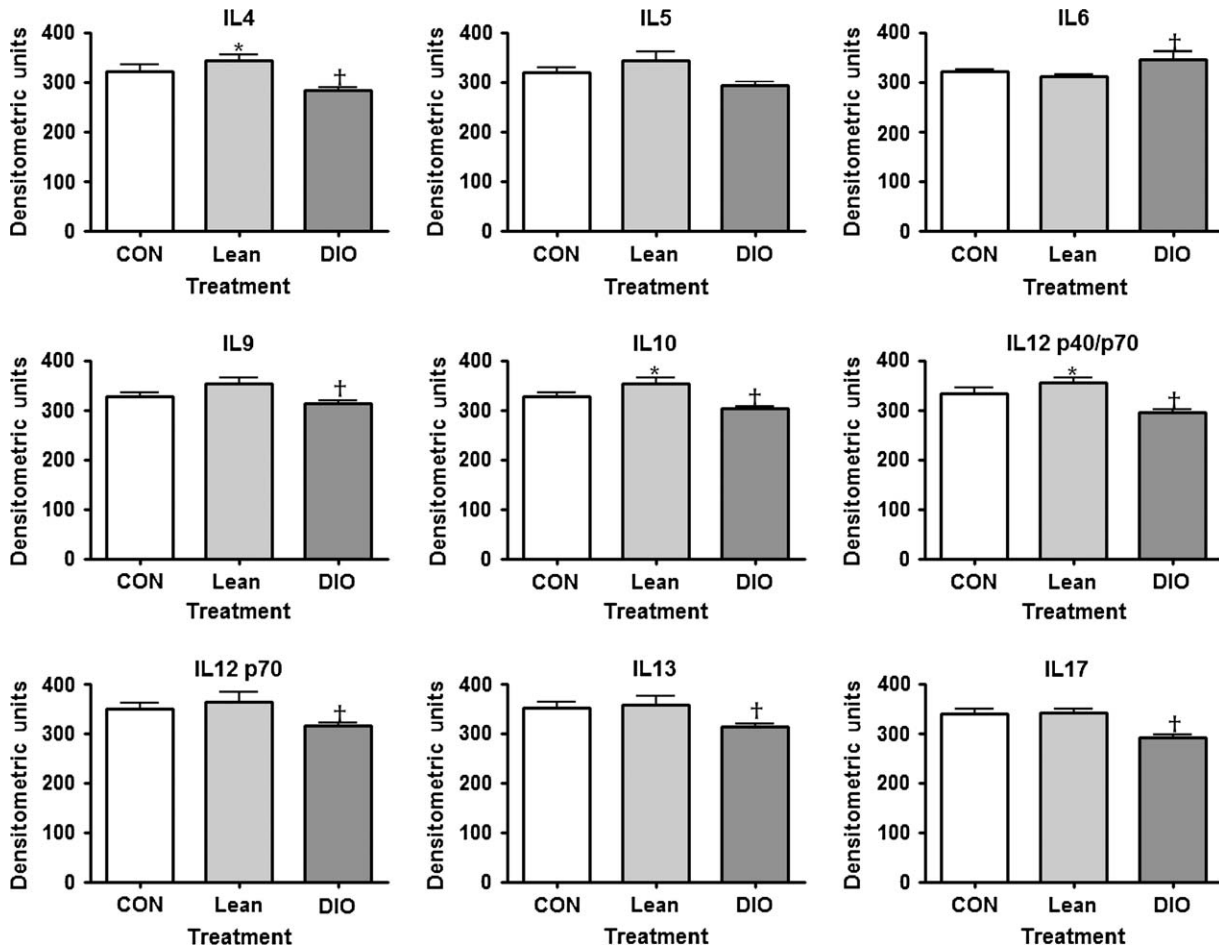 IL4
Densitometric units
400
300
200
100
0
*
†
CON Lean DIO
Treatment
IL5
Densitometric units
400
300
200
100
0
CON Lean DIO
Treatment
IL6
Densitometric units
400
300
200
100
0
†
CON Lean DIO
Treatment
IL9
Densitometric units
400
300
200
100
0
†
CON Lean DIO
Treatment
IL10
Densitometric units
400
300
200
100
0
*
†
CON Lean DIO
Treatment
IL12 p40/p70
Densitometric units
400
300
200
100
0
*
†
CON Lean DIO
Treatment
IL12 p70
Densitometric units
400
300
200
100
0
†
CON Lean DIO
Treatment
IL13
Densitometric units
400
300
200
100
0
†
CON Lean DIO
Treatment
IL17
Densitometric units
400
300
200
100
0
†
CON Lean DIO
Treatment